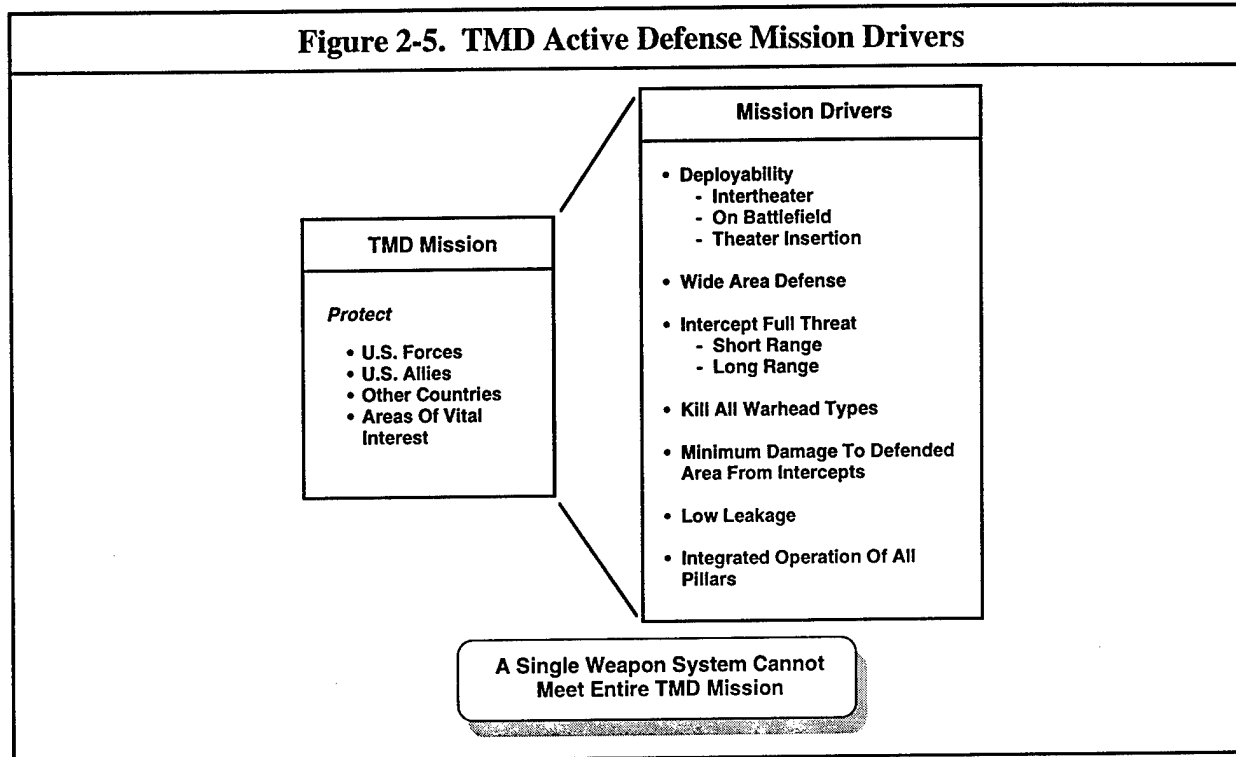 Figure 2-5. TMD Active Defense Mission Drivers
TMD Mission
Protect
• U.S. Forces
• U.S. Allies
• Other Countries
• Areas Of Vital
Interest
Mission Drivers
• Deployability
- Intertheater
- On Battlefield
- Theater Insertion
• Wide Area Defense
• Intercept Full Threat
- Short Range
- Long Range
• Kill All Warhead Types
• Minimum Damage To Defended
Area From Intercepts
• Low Leakage
• Integrated Operation Of All
Pillars
A Single Weapon System Cannot
Meet Entire TMD Mission